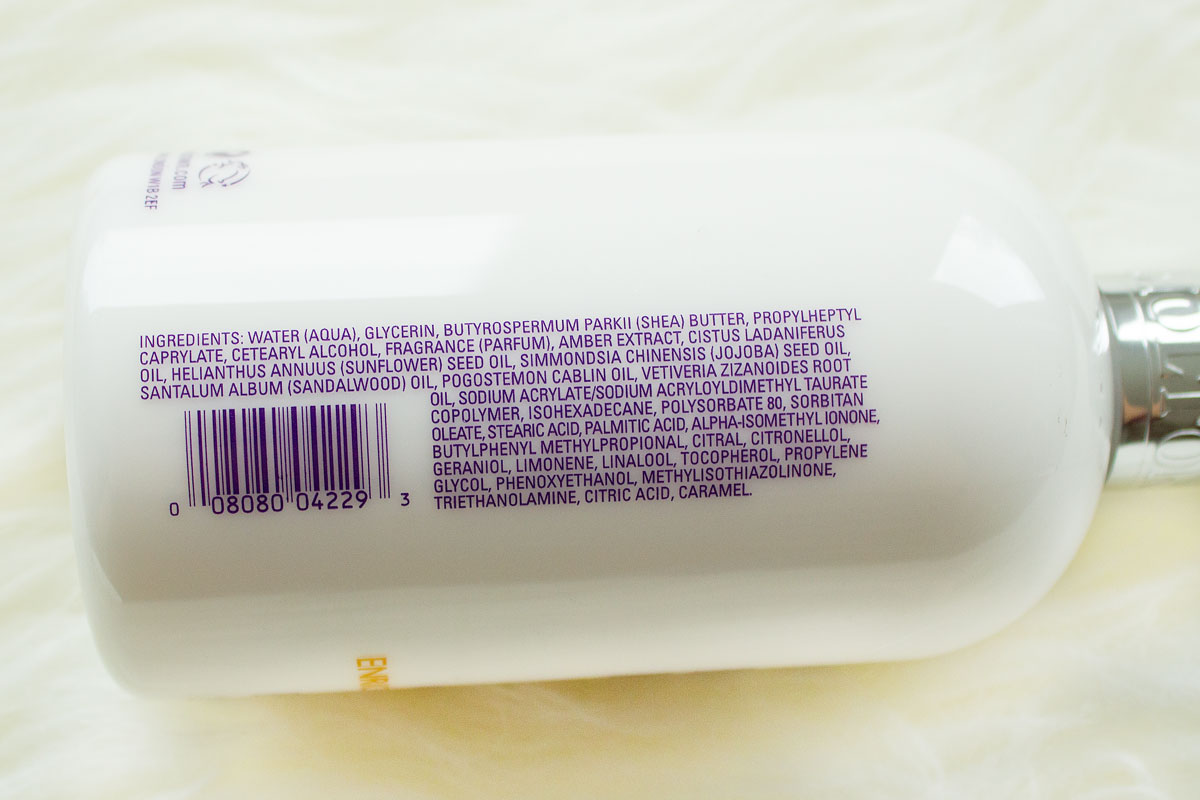 INGREDIENTS: WATER (AQUA), GLYCERIN, BUTYROSPERMUM PARKII (SHEA) BUTTER, PROPYLHEPTYL
CAPRYLATE, CETEARYL ALCOHOL, FRAGRANCE (PARFUM), AMBER EXTRACT, CISTUS LADANIFERUS
OIL, HELIANTHUS ANNUUS (SUNFLOWER) SEED OIL, SIMMONDSIA CHINENSIS (JOJOBA) SEED OIL,
SANTALUM ALBUM (SANDALWOOD) OIL, POGOSTEMON CABLIN OIL, VETIVERIA ZIZANOIDES ROOT
OIL, SODIUM ACRYLATE/SODIUM ACRYLOYLDIMETHYL TAURATE
COPOLYMER, ISOHEXADECANE, POLYSORBATE 80, SORBITAN
OLEATE, STEARIC ACID, PALMITIC ACID, ALPHA-ISOMETHYL IONONE,
BUTYLPHENYL METHYLPROPIONAL, CITRAL, CITRONELLOL,
GERANIOL, LIMONENE, LINALOOL, TOCOPHEROL, PROPYLENE
GLYCOL, PHENOXYETHANOL, METHYLISOTHIAZOLINONE,
TRIETHANOLAMINE, CITRIC ACID, CARAMEL.
0 08080 04229 3
W1B 2EF